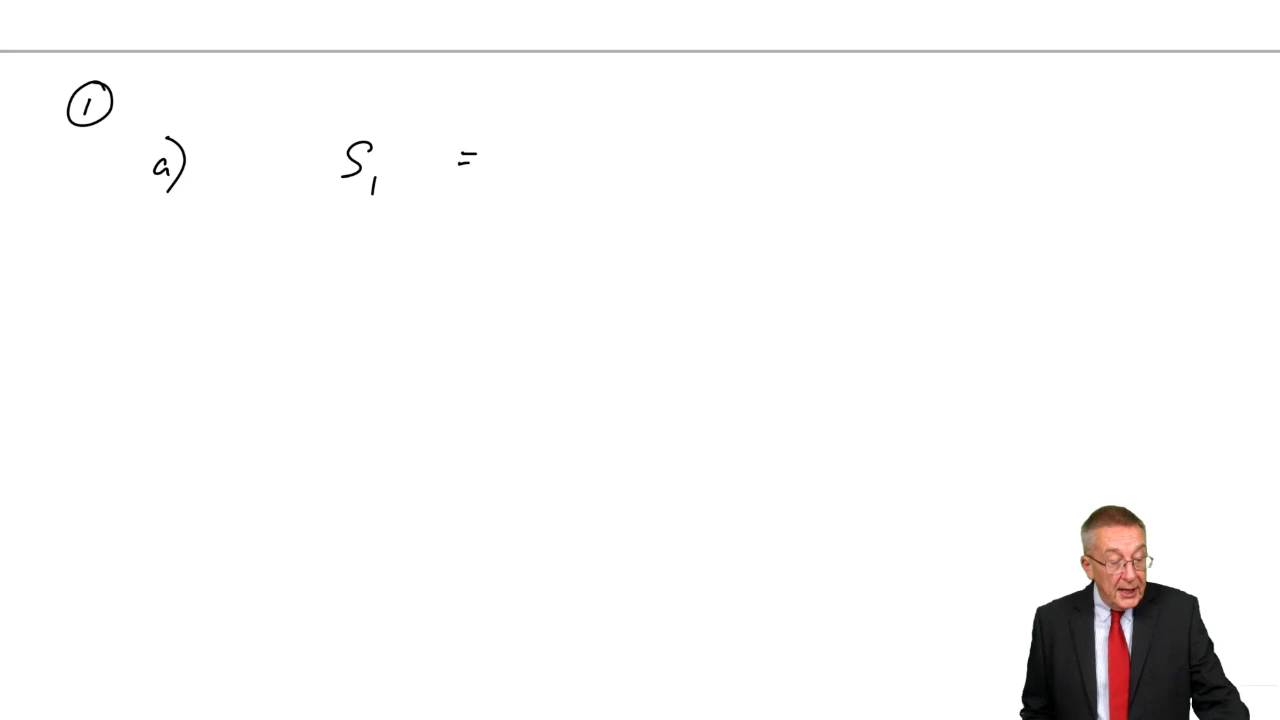 ①
a) S₁ =